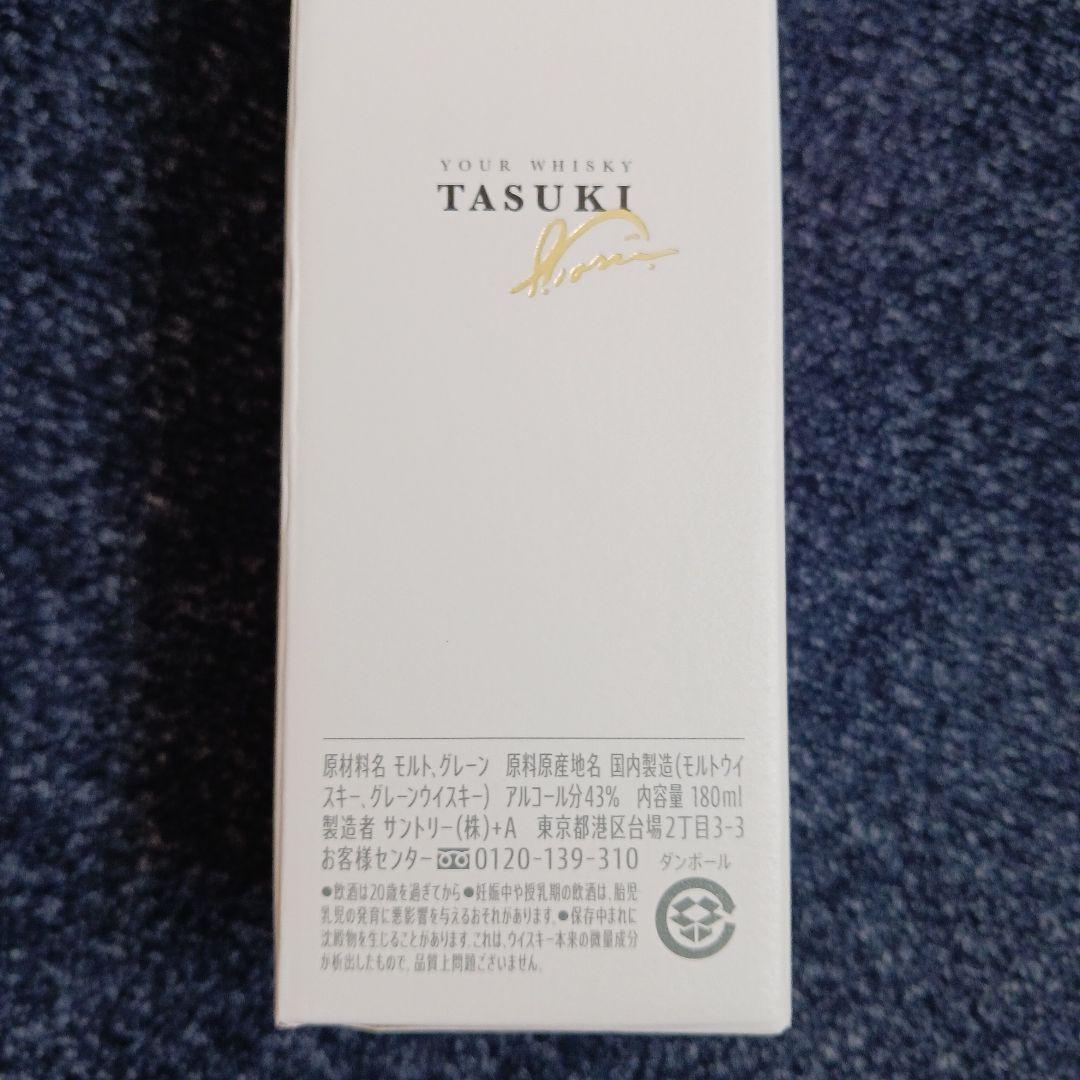 YOUR WHISKY
TASUKI
原材料名 モルト、グレーン 原料原産地名 国内製造(モルトウイ
スキー、グレーンウイスキー) アルコール分43% 内容量 180ml
製造者 サントリー(株)+A 東京都港区台場2丁目3-3
お客様センター 0120-139-310 ダンボール
●飲酒は20歳を過ぎてから●妊娠中や授乳期の飲酒は、胎児・
乳児の発育に悪影響を与えるおそれがあります。●保存中まれに
沈殿物を生じることがあります。これは、ウイスキー本来の微量成分
が析出したもので、品質上問題ございません。